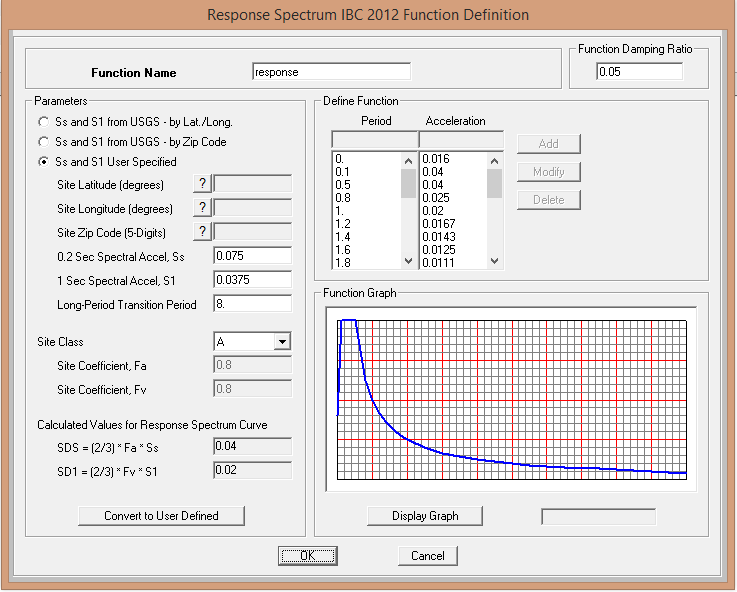 Response Spectrum IBC 2012 Function Definition
Function Name
response
Function Damping Ratio
0.05
Parameters
Ss and S1 from USGS - by Lat./Long.
Ss and S1 from USGS - by Zip Code
Ss and S1 User Specified
Site Latitude (degrees)
?
Site Longitude (degrees)
?
Site Zip Code (5-Digits)
?
0.2 Sec Spectral Accel, Ss
0.075
1 Sec Spectral Accel, S1
0.0375
Long-Period Transition Period
8.
Site Class
A
Site Coefficient, Fa
0.8
Site Coefficient, Fv
0.8
Calculated Values for Response Spectrum Curve
SDS = (2/3) * Fa * Ss
0.04
SD1 = (2/3) * Fv * S1
0.02
Convert to User Defined
Define Function
Period Acceleration
0. 0.016
0.1 0.04
0.5 0.04
0.8 0.025
1. 0.02
1.2 0.0167
1.4 0.0143
1.6 0.0125
1.8 0.0111
Add
Modify
Delete
Function Graph
Display Graph
OK
Cancel